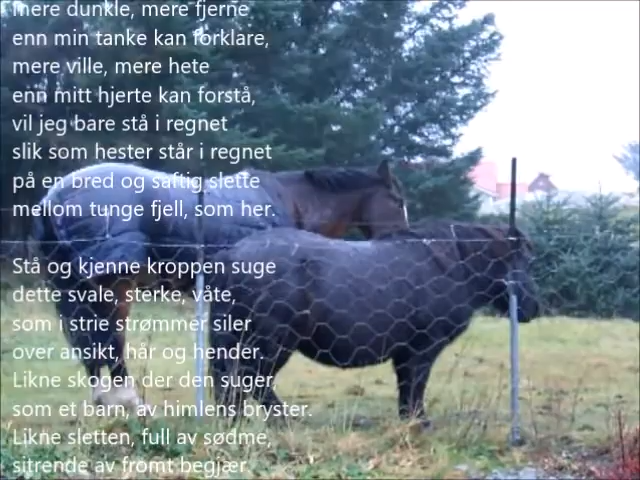 mere dunkle, mere fjerne
enn min tanke kan forklare,
mere ville, mere hete
enn mitt hjerte kan forstå,
vil jeg bare stå i regnet
slik som hester står i regnet
på en bred og saftig slette
mellom tunge fjell, som her.
Stå og kjenne kroppen suge
dette svale, sterke, våte,
som i strie strømmer siler
over ansikt, hår og hender.
Likne skogen der den suger,
som et barn, av himlens bryster.
Likne sletten, full av sødme,
sitrende av fromt begjær.